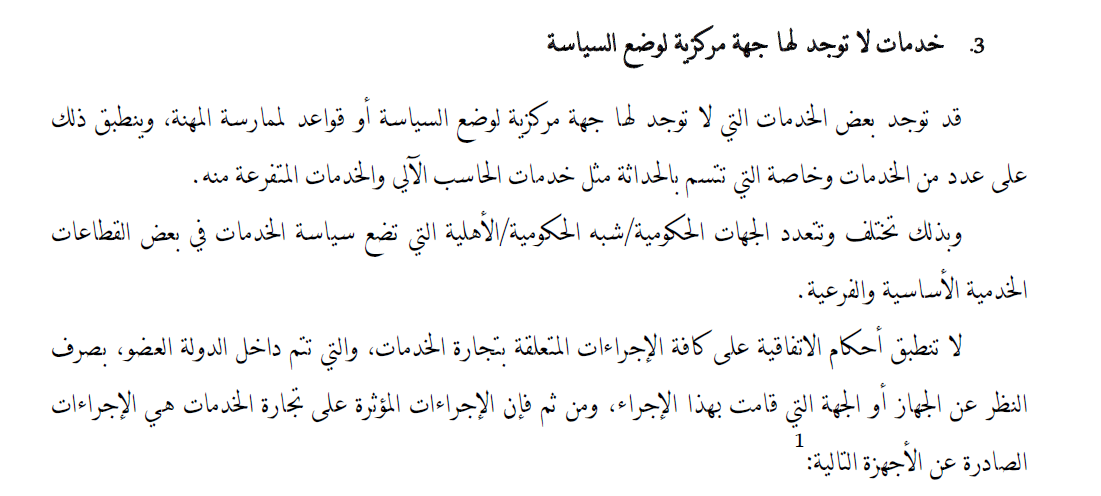 3. خدمات لا توجد لها جهة مركزية لوضع السياسة
قد توجد بعض الخدمات التي لا توجد لها جهة مركزية لوضع السياسة أو قواعد لممارسة المهنة، وينطبق ذلك
على عدد من الخدمات وخاصة التي تتسم بالحداثة مثل خدمات الحاسب الآلي والخدمات المتفرعة منه.
وبذلك تختلف وتتعدد الجهات الحكومية/شبه الحكومية/الأهلية التي تضع سياسة الخدمات في بعض القطاعات
الخدمية الأساسية والفرعية.
لا تنطبق أحكام الاتفاقية على كافة الإجراءات المتعلقة بتجارة الخدمات، والتي تتم داخل الدولة العضو، بصرف
النظر عن الجهاز أو الجهة التي قامت بهذا الإجراء، ومن ثم فإن الإجراءات المؤثرة على تجارة الخدمات هي الإجراءات
الصادرة عن الأجهزة التالية:1